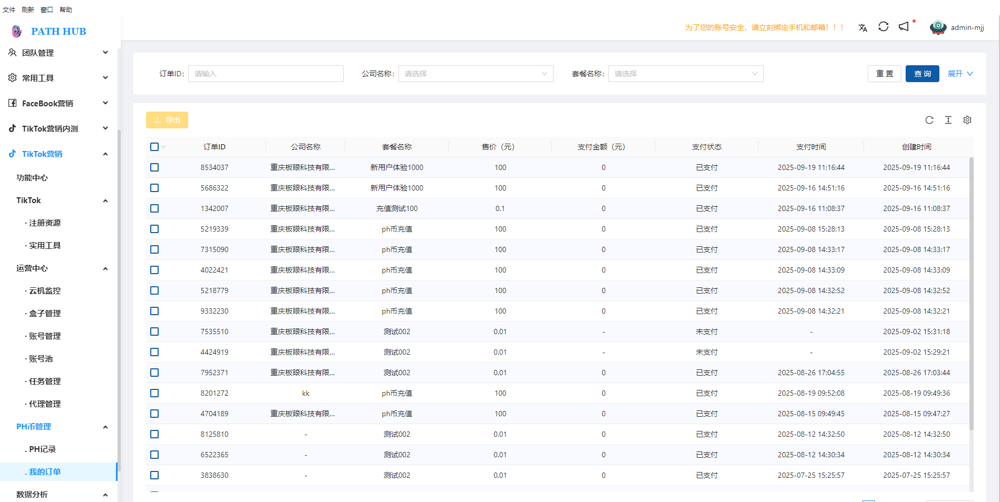 文件 刷新 窗口 帮助
PATH HUB
为了您的账号安全，请立刻绑定手机和邮箱！！！
admin-mjj
团队管理
常用工具
FaceBook营销
TikTok营销内测
TikTok营销
功能中心
TikTok
· 注册资源
· 实用工具
运营中心
· 云机监控
· 盒子管理
· 账号管理
· 账号池
· 任务管理
· 代理管理
PH币管理
. PH记录
. 我的订单
数据分析
订单ID: 请输入 公司名称: 请选择 套餐名称: 请选择 重 置 查 询 展开
导出
订单ID 公司名称 套餐名称 售价（元） 支付金额（元） 支付状态 支付时间 创建时间
8534037 重庆板眼科技有限... 新用户体验1000 100 0 已支付 2025-09-19 11:16:44 2025-09-19 11:16:44
5686322 重庆板眼科技有限... 新用户体验1000 100 0 已支付 2025-09-16 14:51:16 2025-09-16 14:51:16
1342007 重庆板眼科技有限... 充值测试100 0.1 0 已支付 2025-09-16 11:08:37 2025-09-16 11:08:37
5219339 重庆板眼科技有限... ph币充值 100 0 已支付 2025-09-08 15:28:13 2025-09-08 15:28:13
7315090 重庆板眼科技有限... ph币充值 100 0 已支付 2025-09-08 14:33:17 2025-09-08 14:33:17
4022421 重庆板眼科技有限... ph币充值 100 0 已支付 2025-09-08 14:33:09 2025-09-08 14:33:09
5218779 重庆板眼科技有限... ph币充值 100 0 已支付 2025-09-08 14:32:52 2025-09-08 14:32:52
9332230 重庆板眼科技有限... ph币充值 100 0 已支付 2025-09-08 14:32:21 2025-09-08 14:32:21
7535510 重庆板眼科技有限... 测试002 0.01 - 未支付 - 2025-09-02 15:31:18
4424919 重庆板眼科技有限... 测试002 0.01 - 未支付 - 2025-09-02 15:29:21
7952371 重庆板眼科技有限... 测试002 0.01 0 已支付 2025-08-26 17:04:55 2025-08-26 17:03:44
8201272 kk ph币充值 100 0 已支付 2025-08-19 09:52:08 2025-08-19 09:49:36
4704189 重庆板眼科技有限... ph币充值 100 0 已支付 2025-08-15 09:49:45 2025-08-15 09:47:27
8125810 - 测试002 0.01 0 已支付 2025-08-12 14:32:50 2025-08-12 14:32:50
6522365 - 测试002 0.01 0 已支付 2025-08-12 14:30:34 2025-08-12 14:30:34
3838630 - 测试002 0.01 0 已支付 2025-07-25 15:25:57 2025-07-25 15:25:57